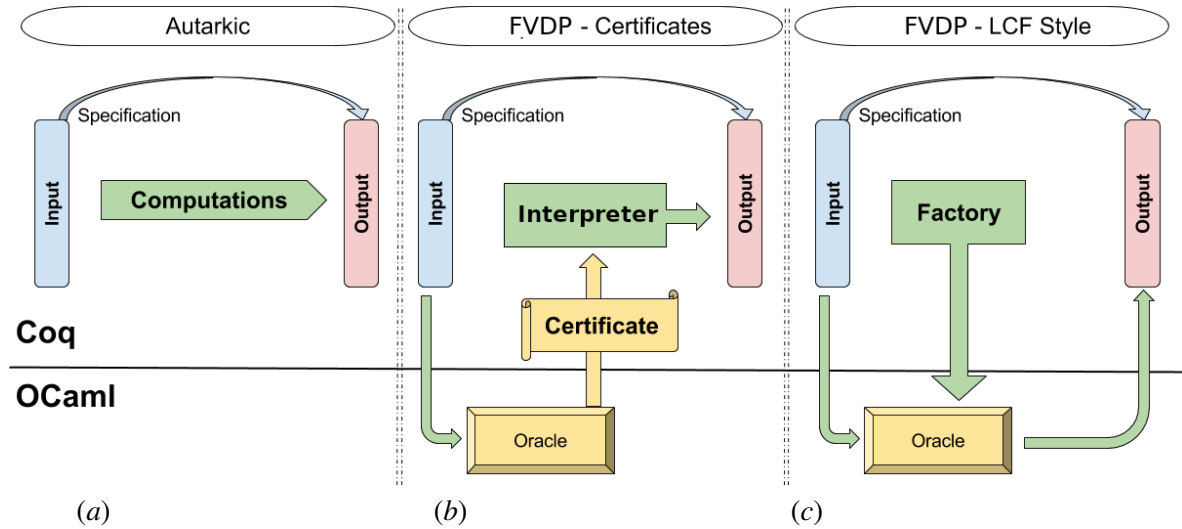 Autarkic
FVDP - Certificates
FVDP - LCF Style
Specification
Specification
Specification
Input
Computations
Output
Input
Interpreter
Output
Input
Factory
Output
Certificate
Coq
OCaml
Oracle
Oracle
(a)
(b)
(c)